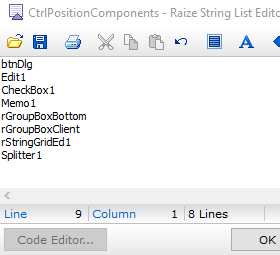 CtrlPositionComponents - Raize String List Edito
btnDlg
Edit1
CheckBox1
Memo1
rGroupBoxBottom
rGroupBoxClient
rStringGridEd1
Splitter1
Line 9 Column 1 8 Lines
Code Editor... OK